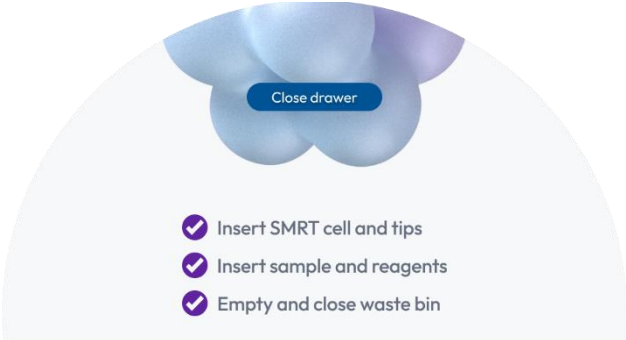 Close drawer
Insert SMRT cell and tips
Insert sample and reagents
Empty and close waste bin